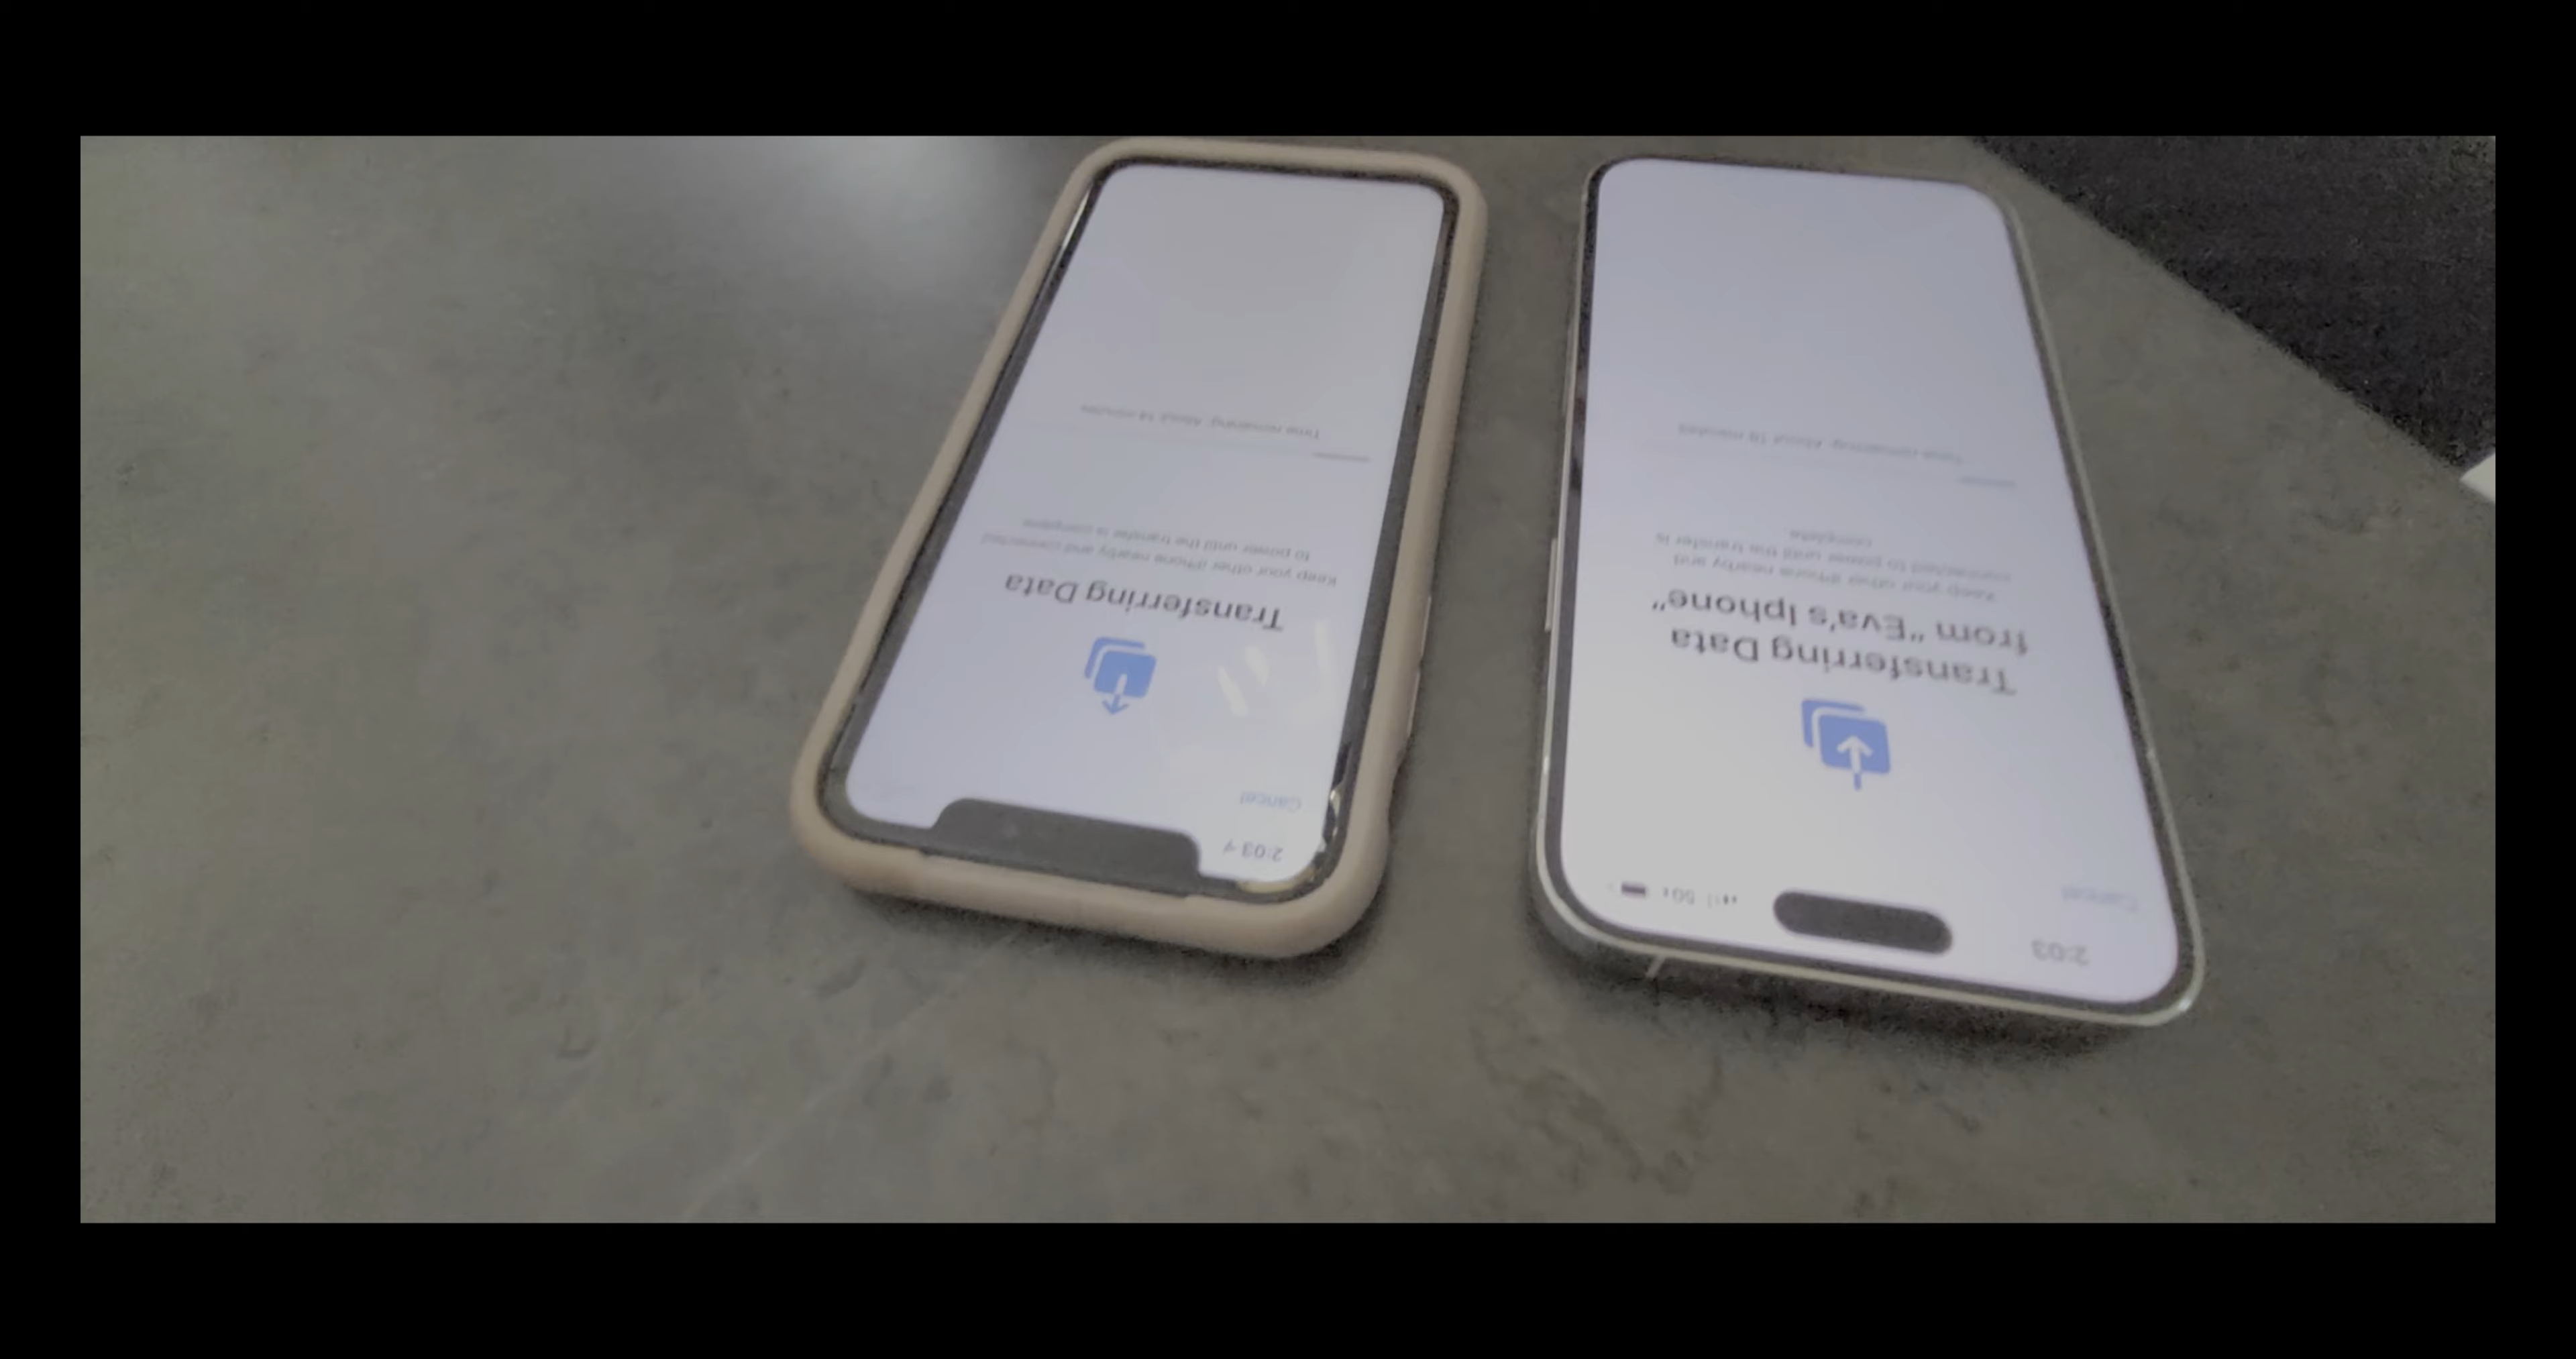 2:03
Cancel
Transferring Data
Keep your other iPhone nearby and connected
to power until the transfer is complete
Time remaining: About 14 minutes
2:03
5G
Cancel
Transferring Data
from “Eva's Iphone”
Keep your other iPhone nearby and
connected to power until the transfer is
complete
Time remaining: About 19 minutes